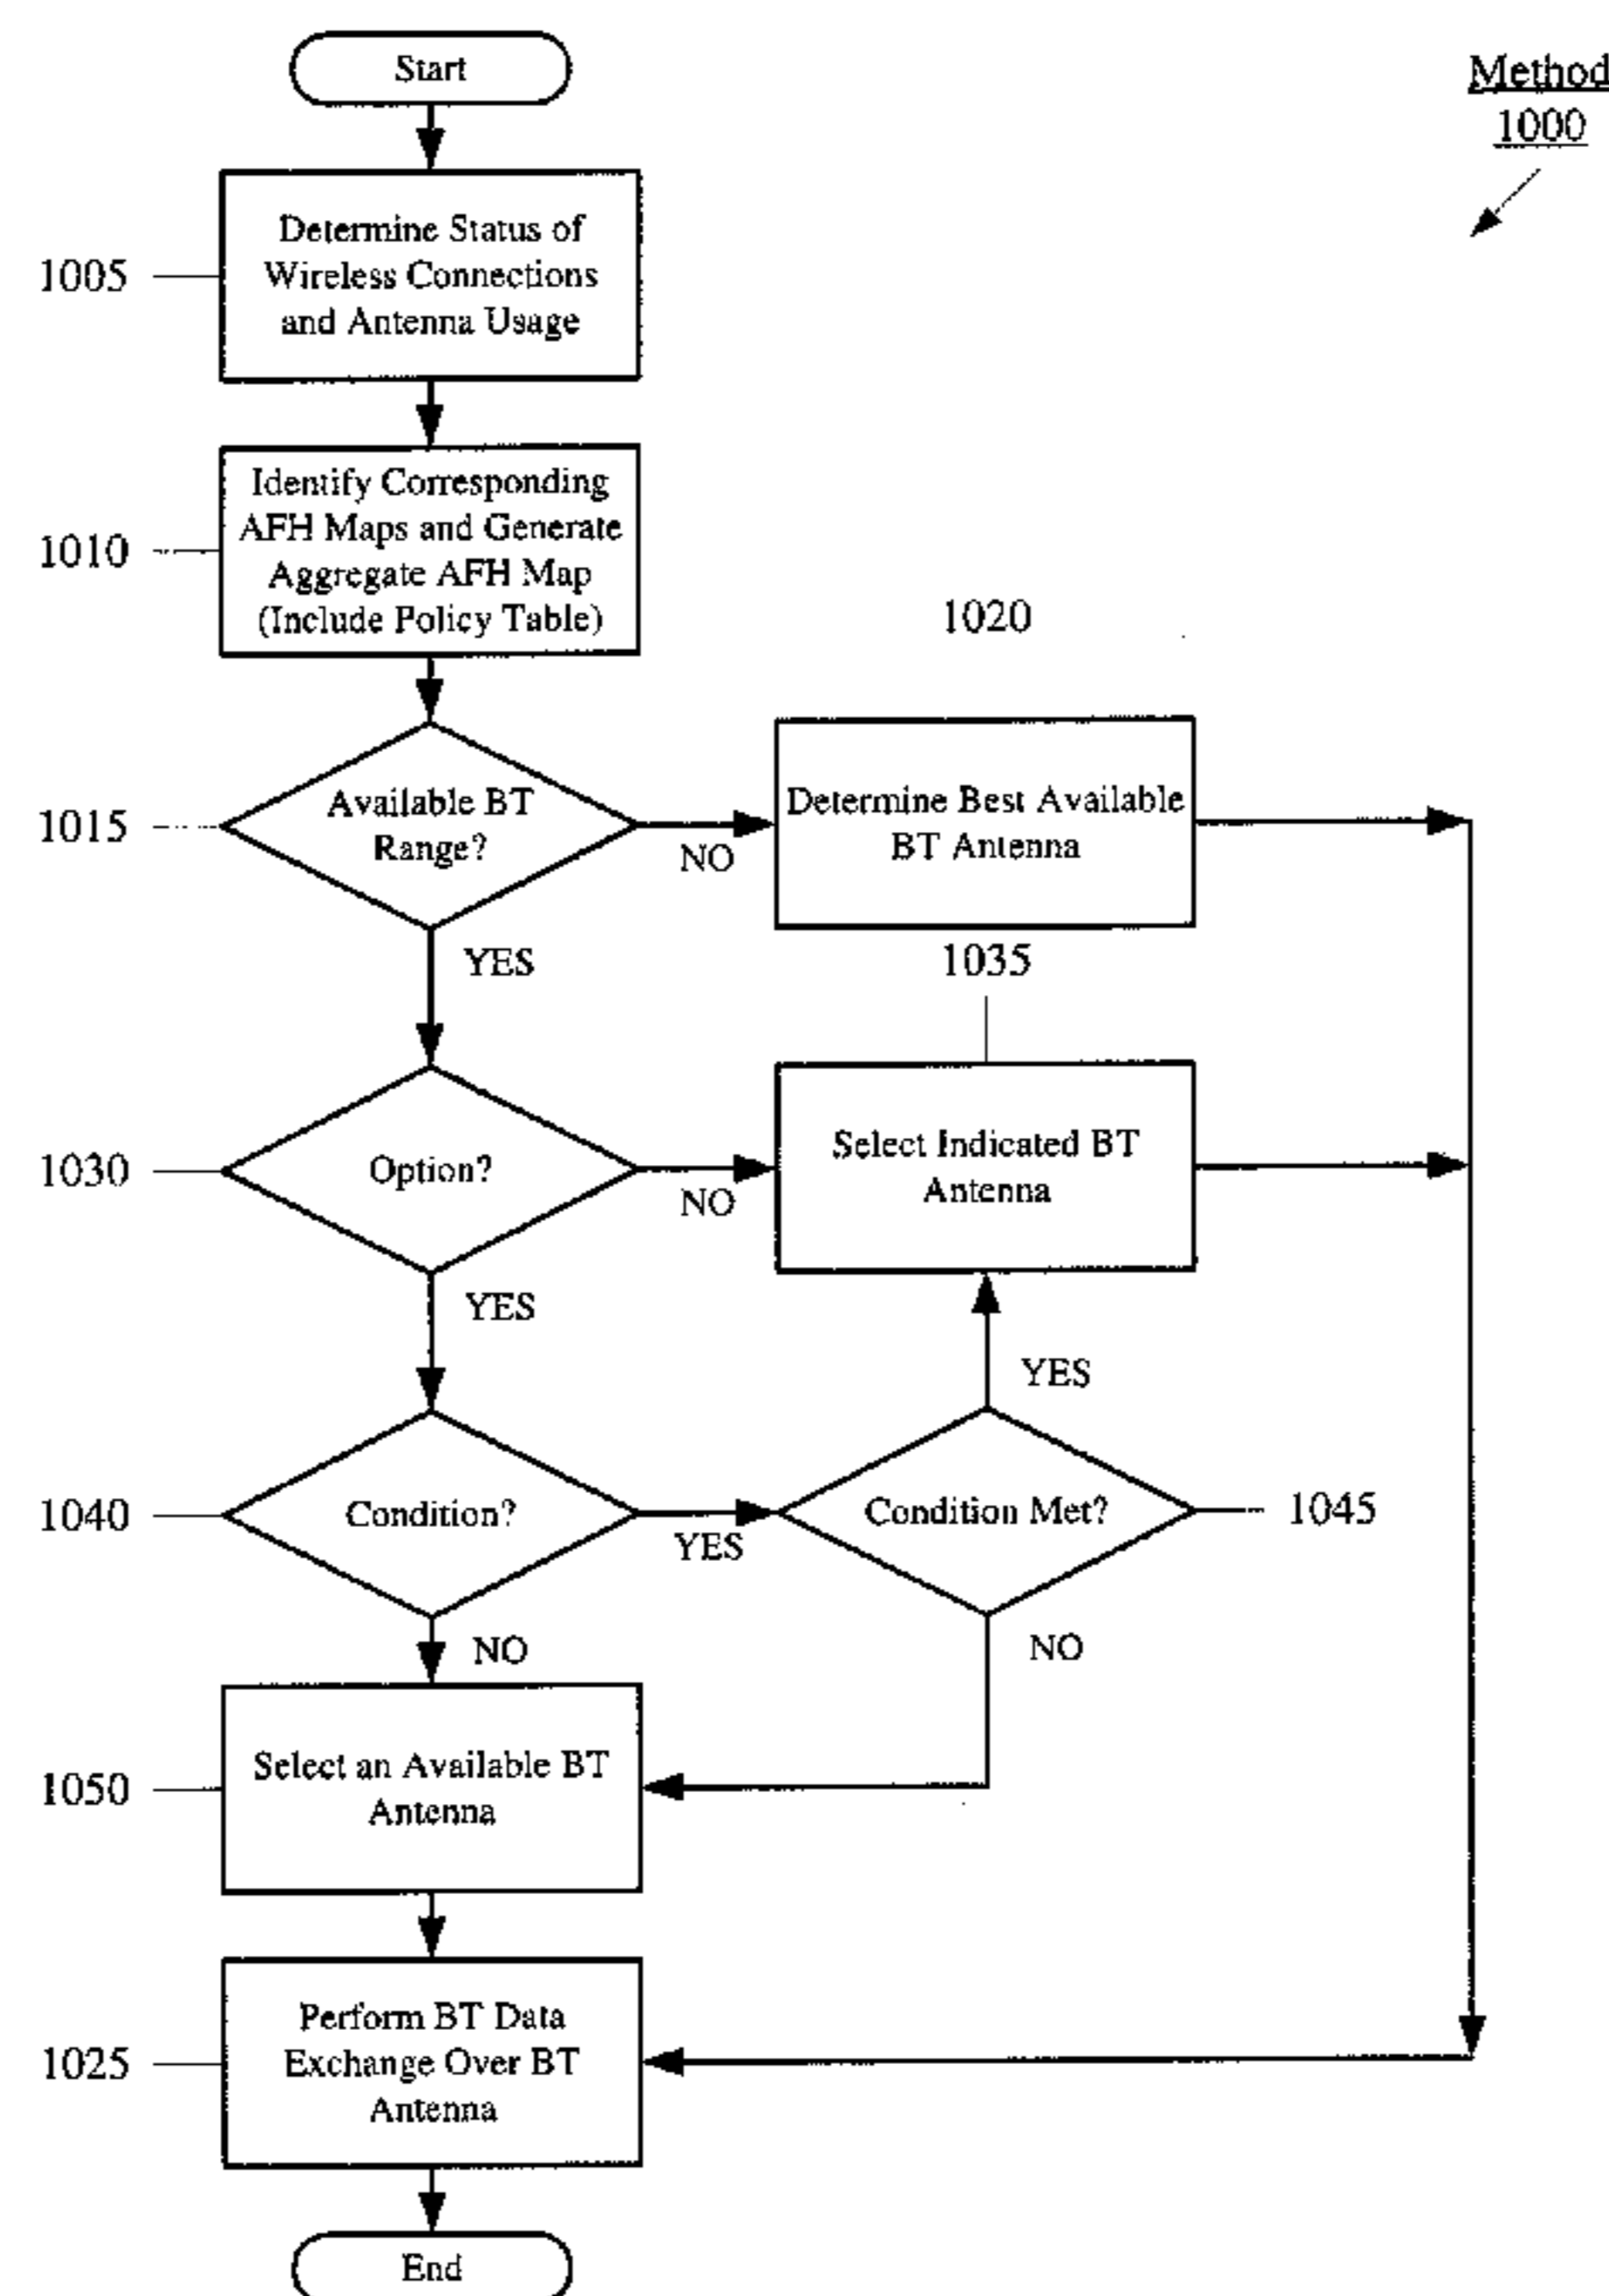 Start
Method
1000
1005
Determine Status of
Wireless Connections
and Antenna Usage
1010
Identify Corresponding
AFH Maps and Generate
Aggregate AFH Map
(Include Policy Table)
1020
1015
Available BT
Range?
NO
Determine Best Available
BT Antenna
YES
1035
1030
Option?
NO
Select Indicated BT
Antenna
YES
YES
1040
Condition?
YES
Condition Met?
1045
NO
NO
1050
Select an Available BT
Antenna
1025
Perform BT Data
Exchange Over BT
Antenna
End